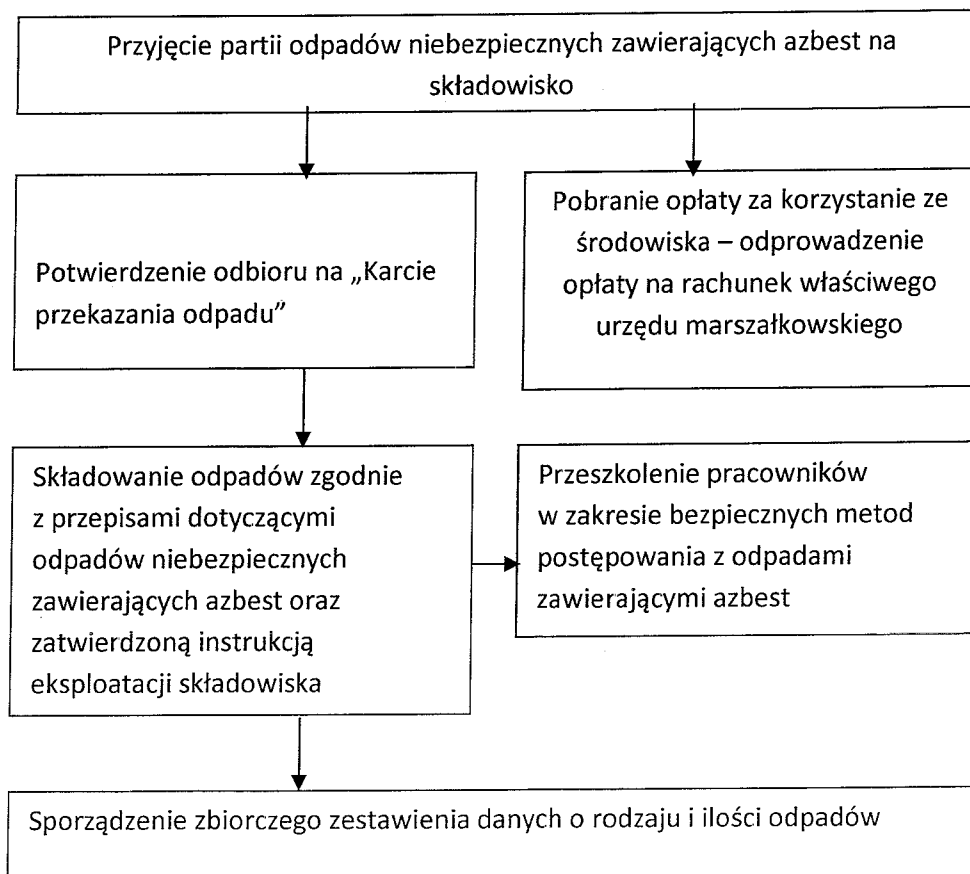 Przyjęcie partii odpadów niebezpiecznych zawierających azbest na
składowisko
Potwierdzenie odbioru na „Karcie
przekazania odpadu”
Pobranie opłaty za korzystanie ze
środowiska – odprowadzenie
opłaty na rachunek właściwego
urzędu marszałkowskiego
Składowanie odpadów zgodnie
z przepisami dotyczącymi
odpadów niebezpiecznych
zawierających azbest oraz
zatwierdzoną instrukcją
eksploatacji składowiska
Przeszkolenie pracowników
w zakresie bezpiecznych metod
postępowania z odpadami
zawierającymi azbest
Sporządzenie zbiorczego zestawienia danych o rodzaju i ilości odpadów